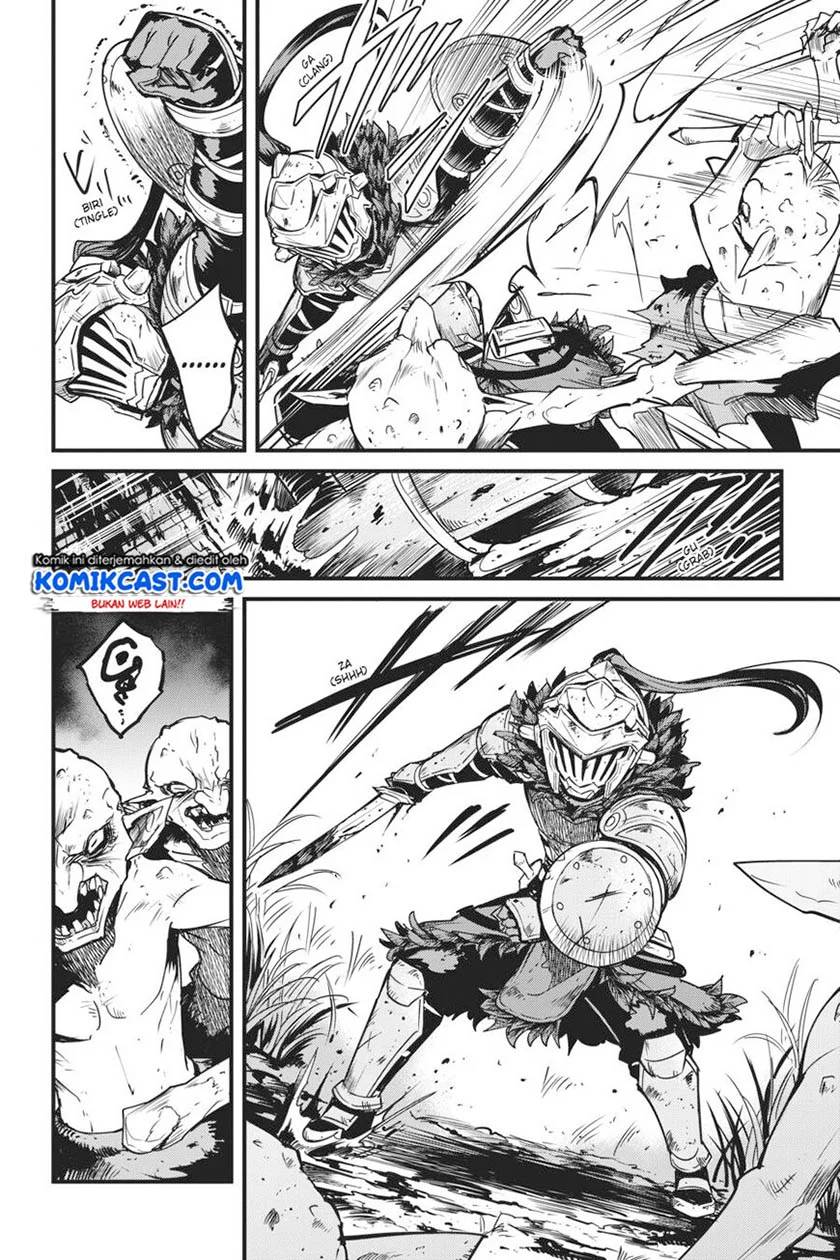 GA
(CLANG)
BIRI
(TINGLE)
........
GU
(GRAB)
Komik ini diterjemahkan & diedit oleh
KOMIKCAST.COM
BUKAN WEB LAIN!!
ZA
(SHHH)